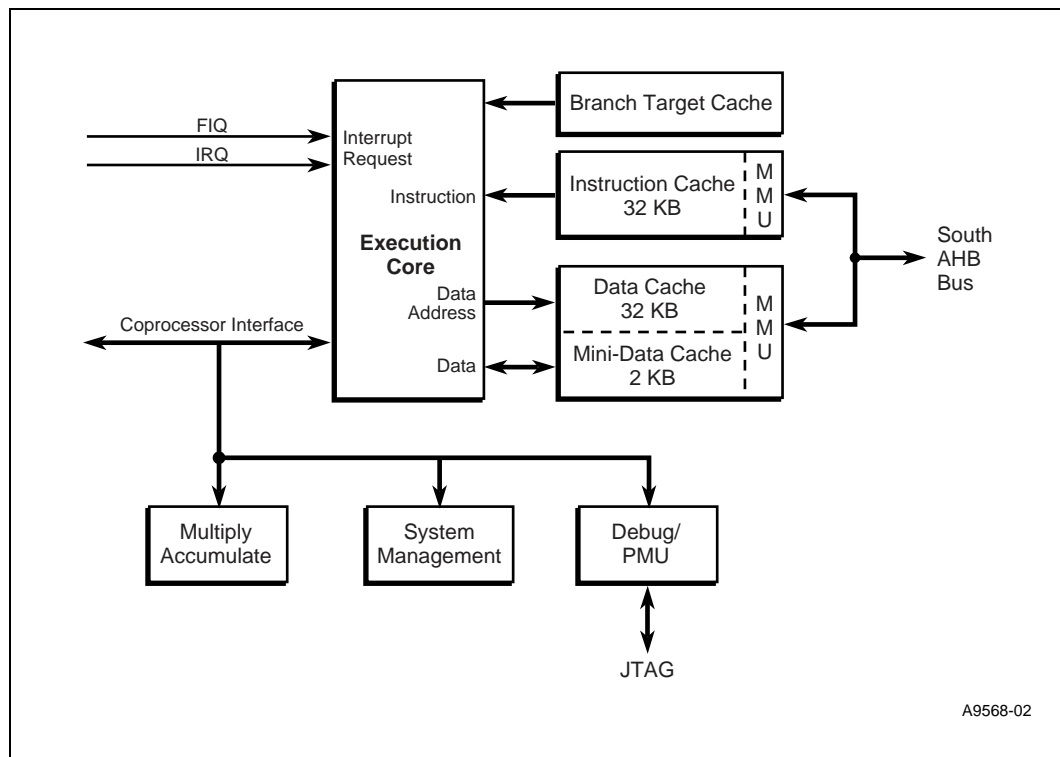 FIQ
IRQ
Interrupt
Request
Instruction
Execution
Core
Data
Address
Data
Coprocessor Interface
Branch Target Cache
Instruction Cache
32 KB
M
M
U
Data Cache
32 KB
Mini-Data Cache
2 KB
M
M
U
South
AHB
Bus
Multiply
Accumulate
System
Management
Debug/
PMU
JTAG
A9568-02